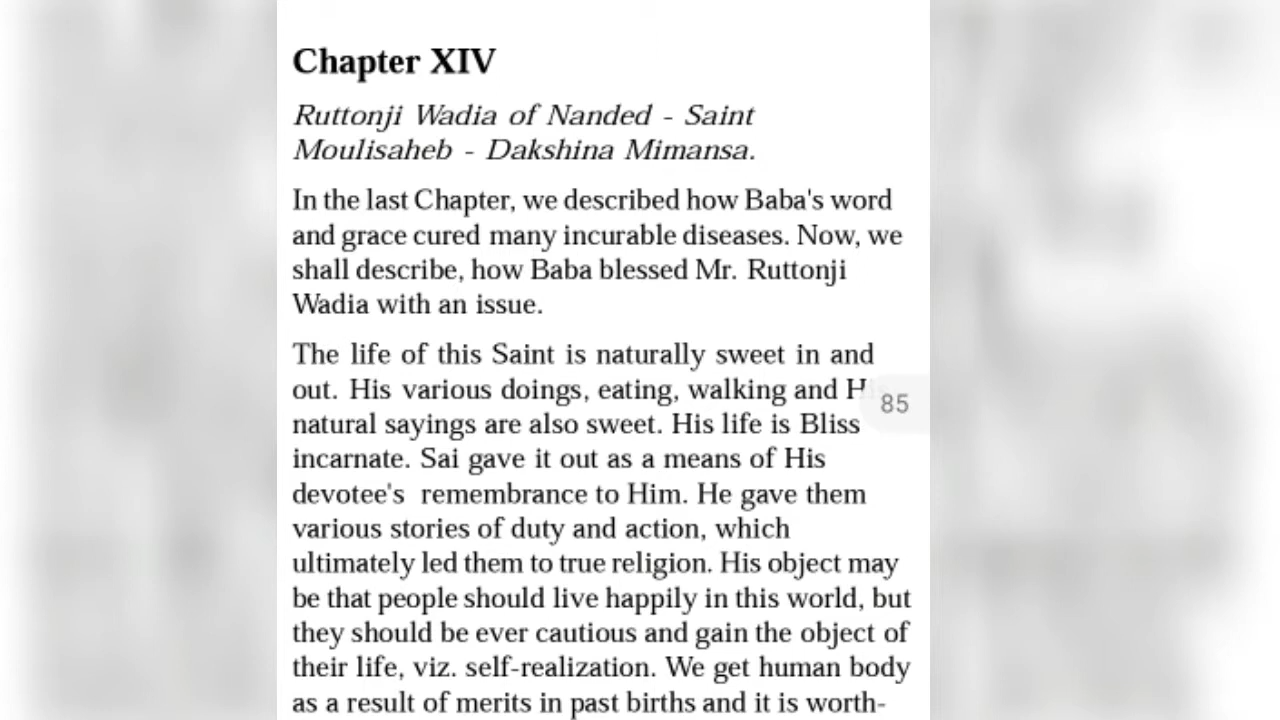 Chapter XIV
Ruttonji Wadia of Nanded - Saint
Moulisaheb - Dakshina Mimansa.
In the last Chapter, we described how Baba's word
and grace cured many incurable diseases. Now, we
shall describe, how Baba blessed Mr. Ruttonji
Wadia with an issue.
The life of this Saint is naturally sweet in and
out. His various doings, eating, walking and His
85
natural sayings are also sweet. His life is Bliss
incarnate. Sai gave it out as a means of His
devotee's remembrance to Him. He gave them
various stories of duty and action, which
ultimately led them to true religion. His object may
be that people should live happily in this world, but
they should be ever cautious and gain the object of
their life, viz. self-realization. We get human body
as a result of merits in past births and it is worth-